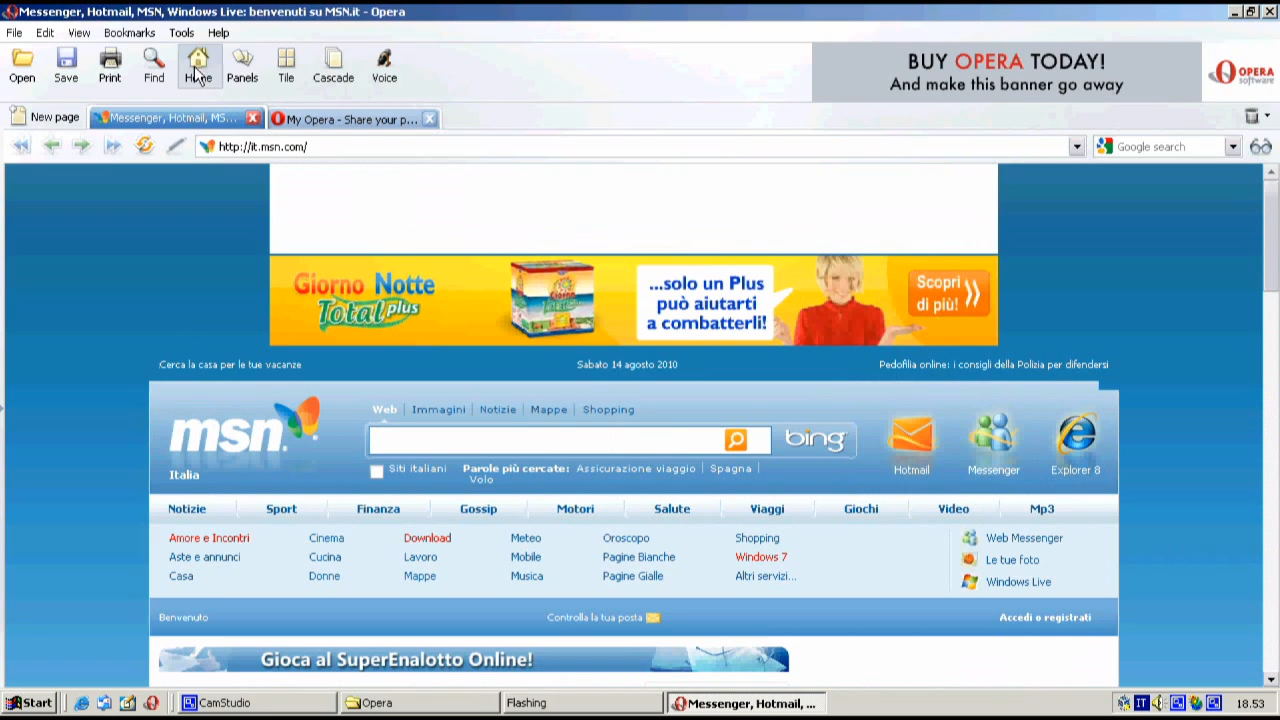 Messenger, Hotmail, MSN, Windows Live: benvenuti su MSN.it - Opera
File Edit View Bookmarks Tools Help
Open Save Print Find Home Panels Tile Cascade Voice
BUY OPERA TODAY!
And make this banner go away
OPERA
software
New page Messenger, Hotmail, MS... My Opera - Share your p...
http://it.msn.com/ Google search
Giorno Notte
Total plus
Giorno
Total
...solo un Plus
può aiutarti
a combatterli!
Scopri
di più!
Cerca la casa per le tue vacanze Sabato 14 agosto 2010 Pedofilia online: i consigli della Polizia per difendersi
msn
Italia
Web Immagini Notizie Mappe Shopping
bing
Siti italiani Parole più cercate: Assicurazione viaggio Spagna
Volo
Hotmail Messenger Explorer 8
Notizie Sport Finanza Gossip Motori Salute Viaggi Giochi Video Mp3
Amore e Incontri Cinema Download Meteo Oroscopo Shopping Web Messenger
Aste e annunci Cucina Lavoro Mobile Pagine Bianche Windows 7 Le tue foto
Casa Donne Mappe Musica Pagine Gialle Altri servizi... Windows Live
Benvenuto Controlla la tua posta Accedi o registrati
Gioca al SuperEnalotto Online!
Start CamStudio Opera Flashing Messenger, Hotmail, ... IT 18.53